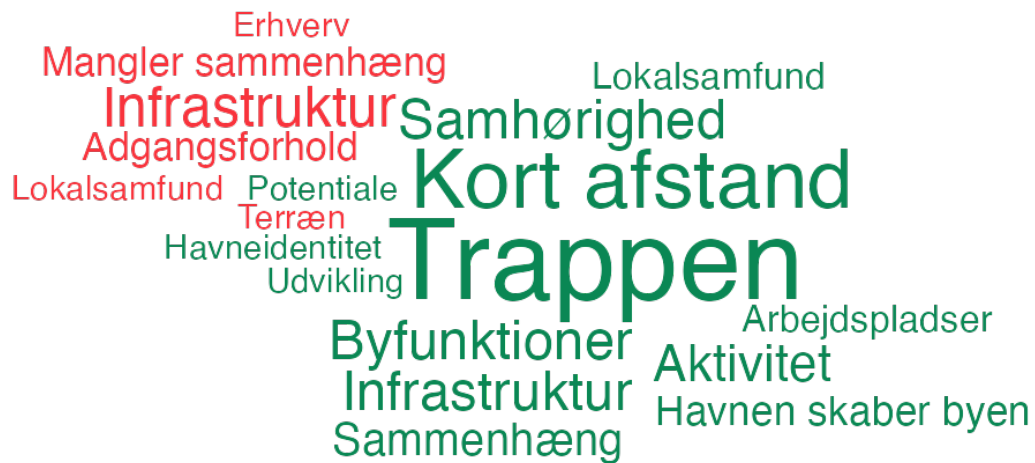 Erhverv
Mangler sammenhæng
Lokalsamfund
Infrastruktur
Samhørighed
Adgangsforhold
Kort afstand
Lokalsamfund
Potentiale
Terræn
Trappen
Havneidentitet
Udvikling
Arbejdspladser
Byfunktioner
Aktivitet
Infrastruktur
Havnen skaber byen
Sammenhæng